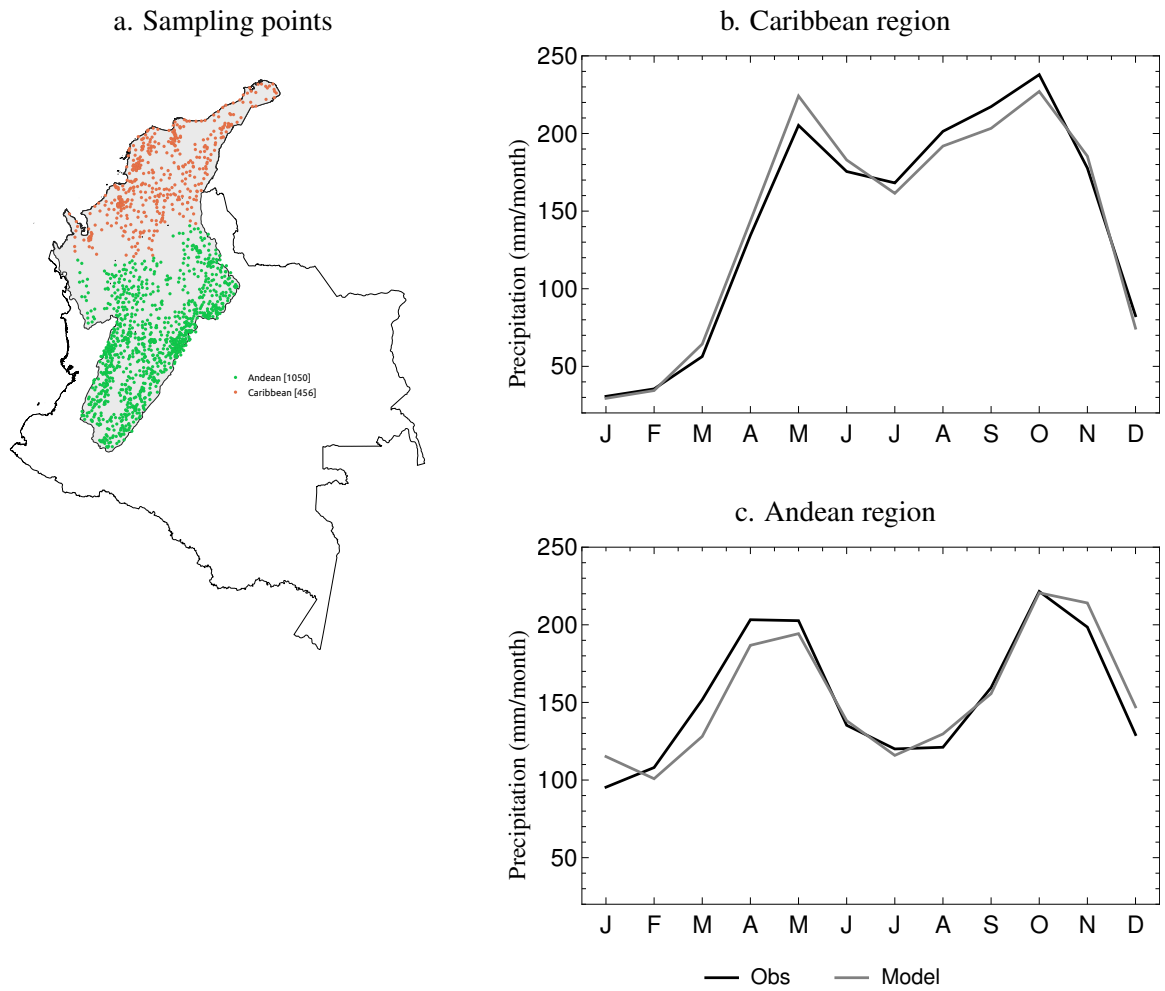 a. Sampling points
Andean [1050]
Caribbean [456]
b. Caribbean region
Precipitation (mm/month)
250
200
150
100
50
J F M A M J J A S O N D
c. Andean region
Precipitation (mm/month)
250
200
150
100
50
J F M A M J J A S O N D
Obs Model